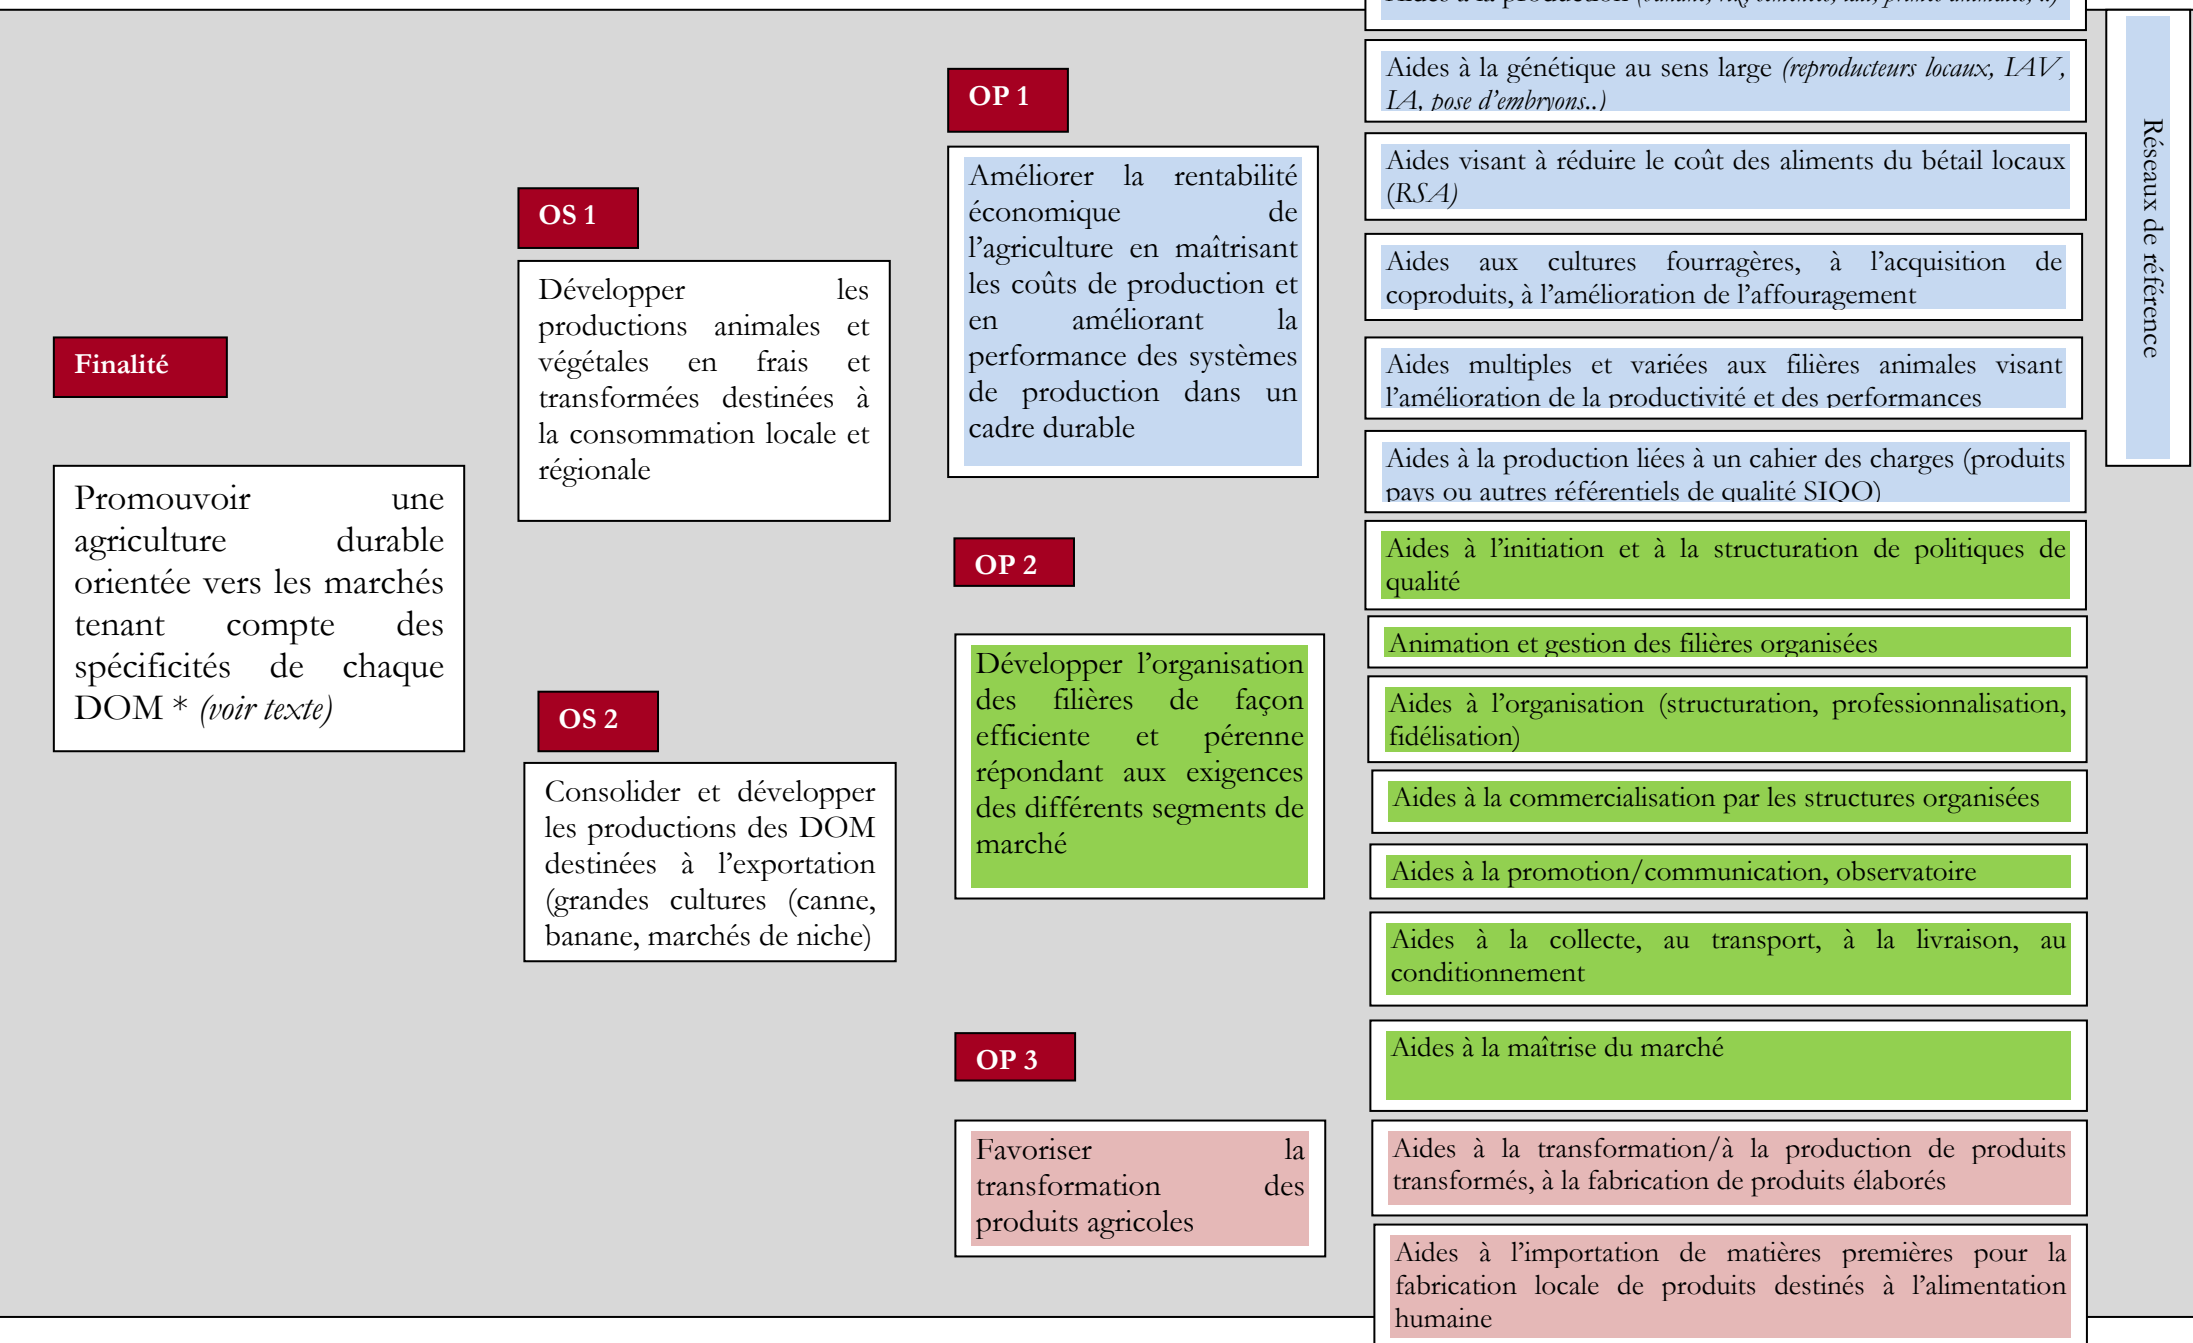 Finalité
Promouvoir une
agriculture durable
orientée vers les marchés
tenant compte des
spécificités de chaque
DOM * (voir texte)
OS 1
Développer les
productions animales et
végétales en frais et
transformées destinées à
la consommation locale et
régionale
OS 2
Consolider et développer
les productions des DOM
destinées à l’exportation
(grandes cultures (canne,
banane, marchés de niche)
OP 1
Améliorer la rentabilité
économique de
l’agriculture en maîtrisant
les coûts de production et
en améliorant la
performance des systèmes
de production dans un
cadre durable
OP 2
Développer l’organisation
des filières de façon
efficiente et pérenne
répondant aux exigences
des différents segments de
marché
OP 3
Favoriser la
transformation des
produits agricoles
Aides à la production (banane, riz, semences, lait, primes animales,
Aides à la génétique au sens large (reproducteurs locaux, IAV,
IA, pose d’embryons..)
Aides visant à réduire le coût des aliments du bétail locaux
(RSA)
Aides aux cultures fourragères, à l’acquisition de
coproduits, à l’amélioration de l’affouragement
Aides multiples et variées aux filières animales visant
l’amélioration de la productivité et des performances
Aides à la production liées à un cahier des charges (produits
pays ou autres référentiels de qualité SIQO)
Aides à l’initiation et à la structuration de politiques de
qualité
Animation et gestion des filières organisées
Aides à l’organisation (structuration, professionnalisation,
fidélisation)
Aides à la commercialisation par les structures organisées
Aides à la promotion/communication, observatoire
Aides à la collecte, au transport, à la livraison, au
conditionnement
Aides à la maîtrise du marché
Aides à la transformation/à la production de produits
transformés, à la fabrication de produits élaborés
Aides à l’importation de matières premières pour la
fabrication locale de produits destinés à l’alimentation
humaine
Réseaux de référence